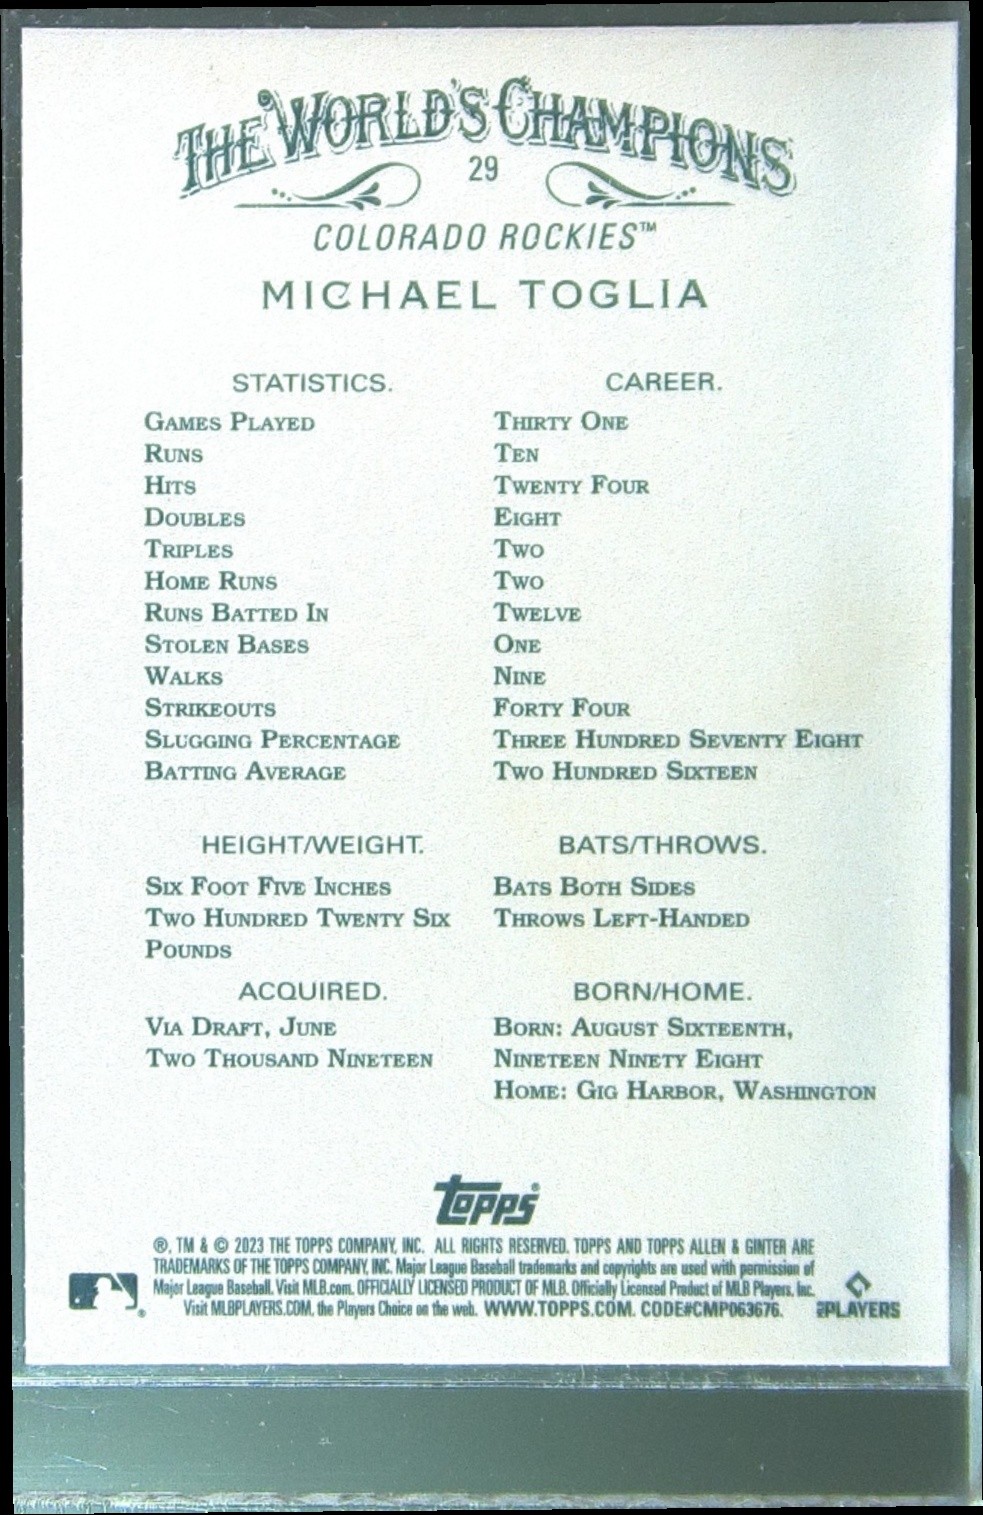 THE WORLD'S CHAMPIONS
29
COLORADO ROCKIES™
MICHAEL TOGLIA
STATISTICS. CAREER.
GAMES PLAYED THIRTY ONE
RUNS TEN
HITS TWENTY FOUR
DOUBLES EIGHT
TRIPLES TWO
HOME RUNS TWO
RUNS BATTED IN TWELVE
STOLEN BASES ONE
WALKS NINE
STRIKEOUTS FORTY FOUR
SLUGGING PERCENTAGE THREE HUNDRED SEVENTY EIGHT
BATTING AVERAGE TWO HUNDRED SIXTEEN
HEIGHT/WEIGHT. BATS/THROWS.
SIX FOOT FIVE INCHES BATS BOTH SIDES
TWO HUNDRED TWENTY SIX THROWS LEFT-HANDED
POUNDS
ACQUIRED. BORN/HOME.
VIA DRAFT, JUNE BORN: AUGUST SIXTEENTH,
TWO THOUSAND NINETEEN NINETEEN NINETY EIGHT
HOME: GIG HARBOR, WASHINGTON
topps®
®, TM & © 2023 THE TOPPS COMPANY, INC. ALL RIGHTS RESERVED. TOPPS AND TOPPS ALLEN & GINTER ARE
TRADEMARKS OF THE TOPPS COMPANY, INC. Major League Baseball trademarks and copyrights are used with permission of
Major League Baseball. Visit MLB.com. OFFICIALLY LICENSED PRODUCT OF MLB. Officially Licensed Product of MLB Players, Inc.
Visit MLBPLAYERS.COM, the Players Choice on the web. WWW.TOPPS.COM. CODE#CMP063676.
PLAYERS